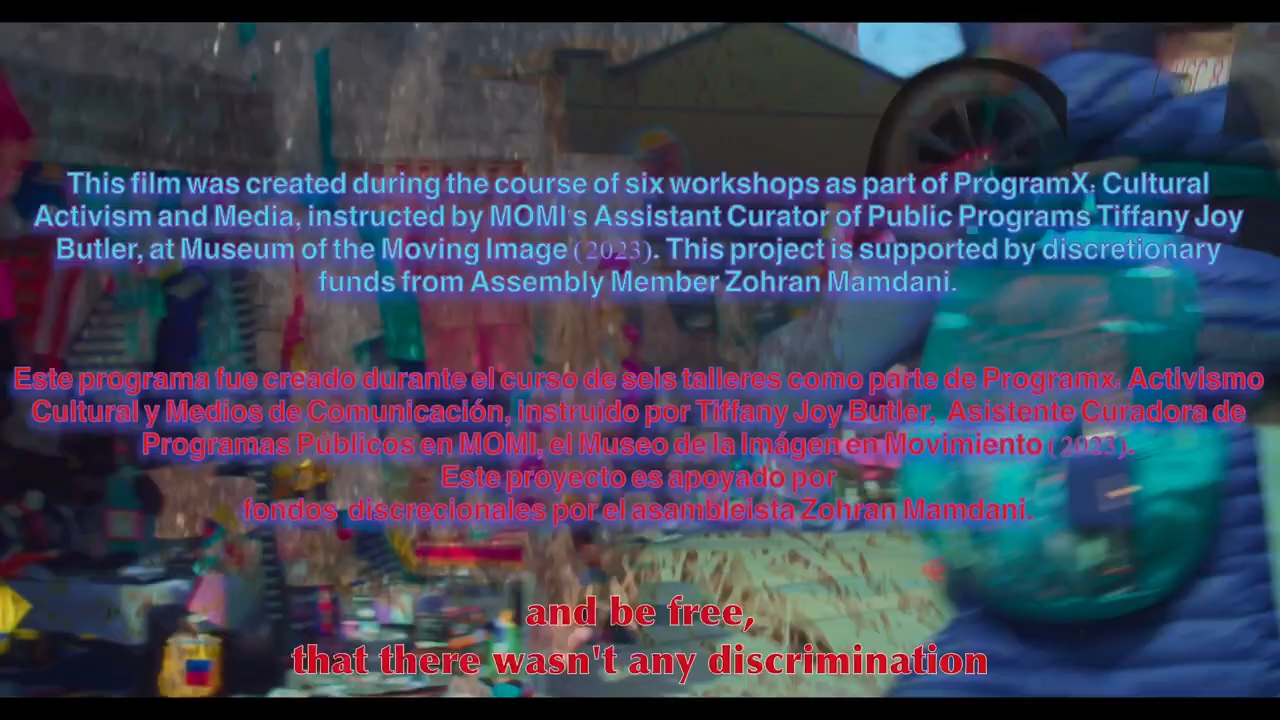 This film was created during the course of six workshops as part of ProgramX: Cultural
Activism and Media, instructed by MOMI's Assistant Curator of Public Programs Tiffany Joy
Butler, at Museum of the Moving Image (2023). This project is supported by discretionary
funds from Assembly Member Zohran Mamdani.
Este programa fue creado durante el curso de seis talleres como parte de Programx: Activismo
Cultural y Medios de Comunicación, instruído por Tiffany Joy Butler, Asistente Curadora de
Programas Públicos en MOMI, el Museo de la Imágen en Movimiento (2023).
Este proyecto es apoyado por
fondos discrecionales por el asambleista Zohran Mamdani.
and be free,
that there wasn't any discrimination